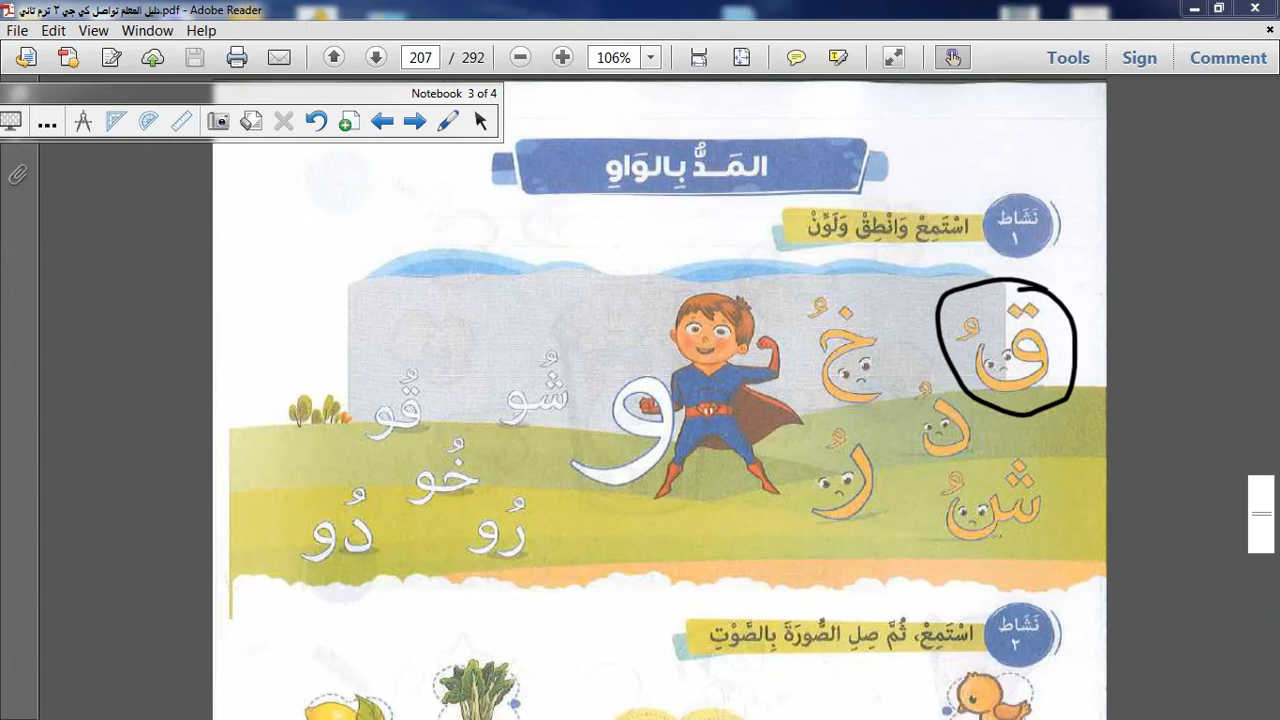 دليل المعلم تواصل كي جي ٢ ترم ثاني.pdf - Adobe Reader
File Edit View Window Help
207 / 292 106% Tools Sign Comment
Notebook 3 of 4
المَـــدُّ بِالوَاوِ
نَشَاط ١
اسْتَمِعْ وَانْطِقْ وَلَوِّنْ
قُ
خُ
دُ
رُ
شُ
و
شُو
قُو
خُو
رُو
دُو
نَشَاط ٢
اسْتَمِعْ، ثُمَّ صِلِ الصُّورَةَ بِالصَّوْتِ